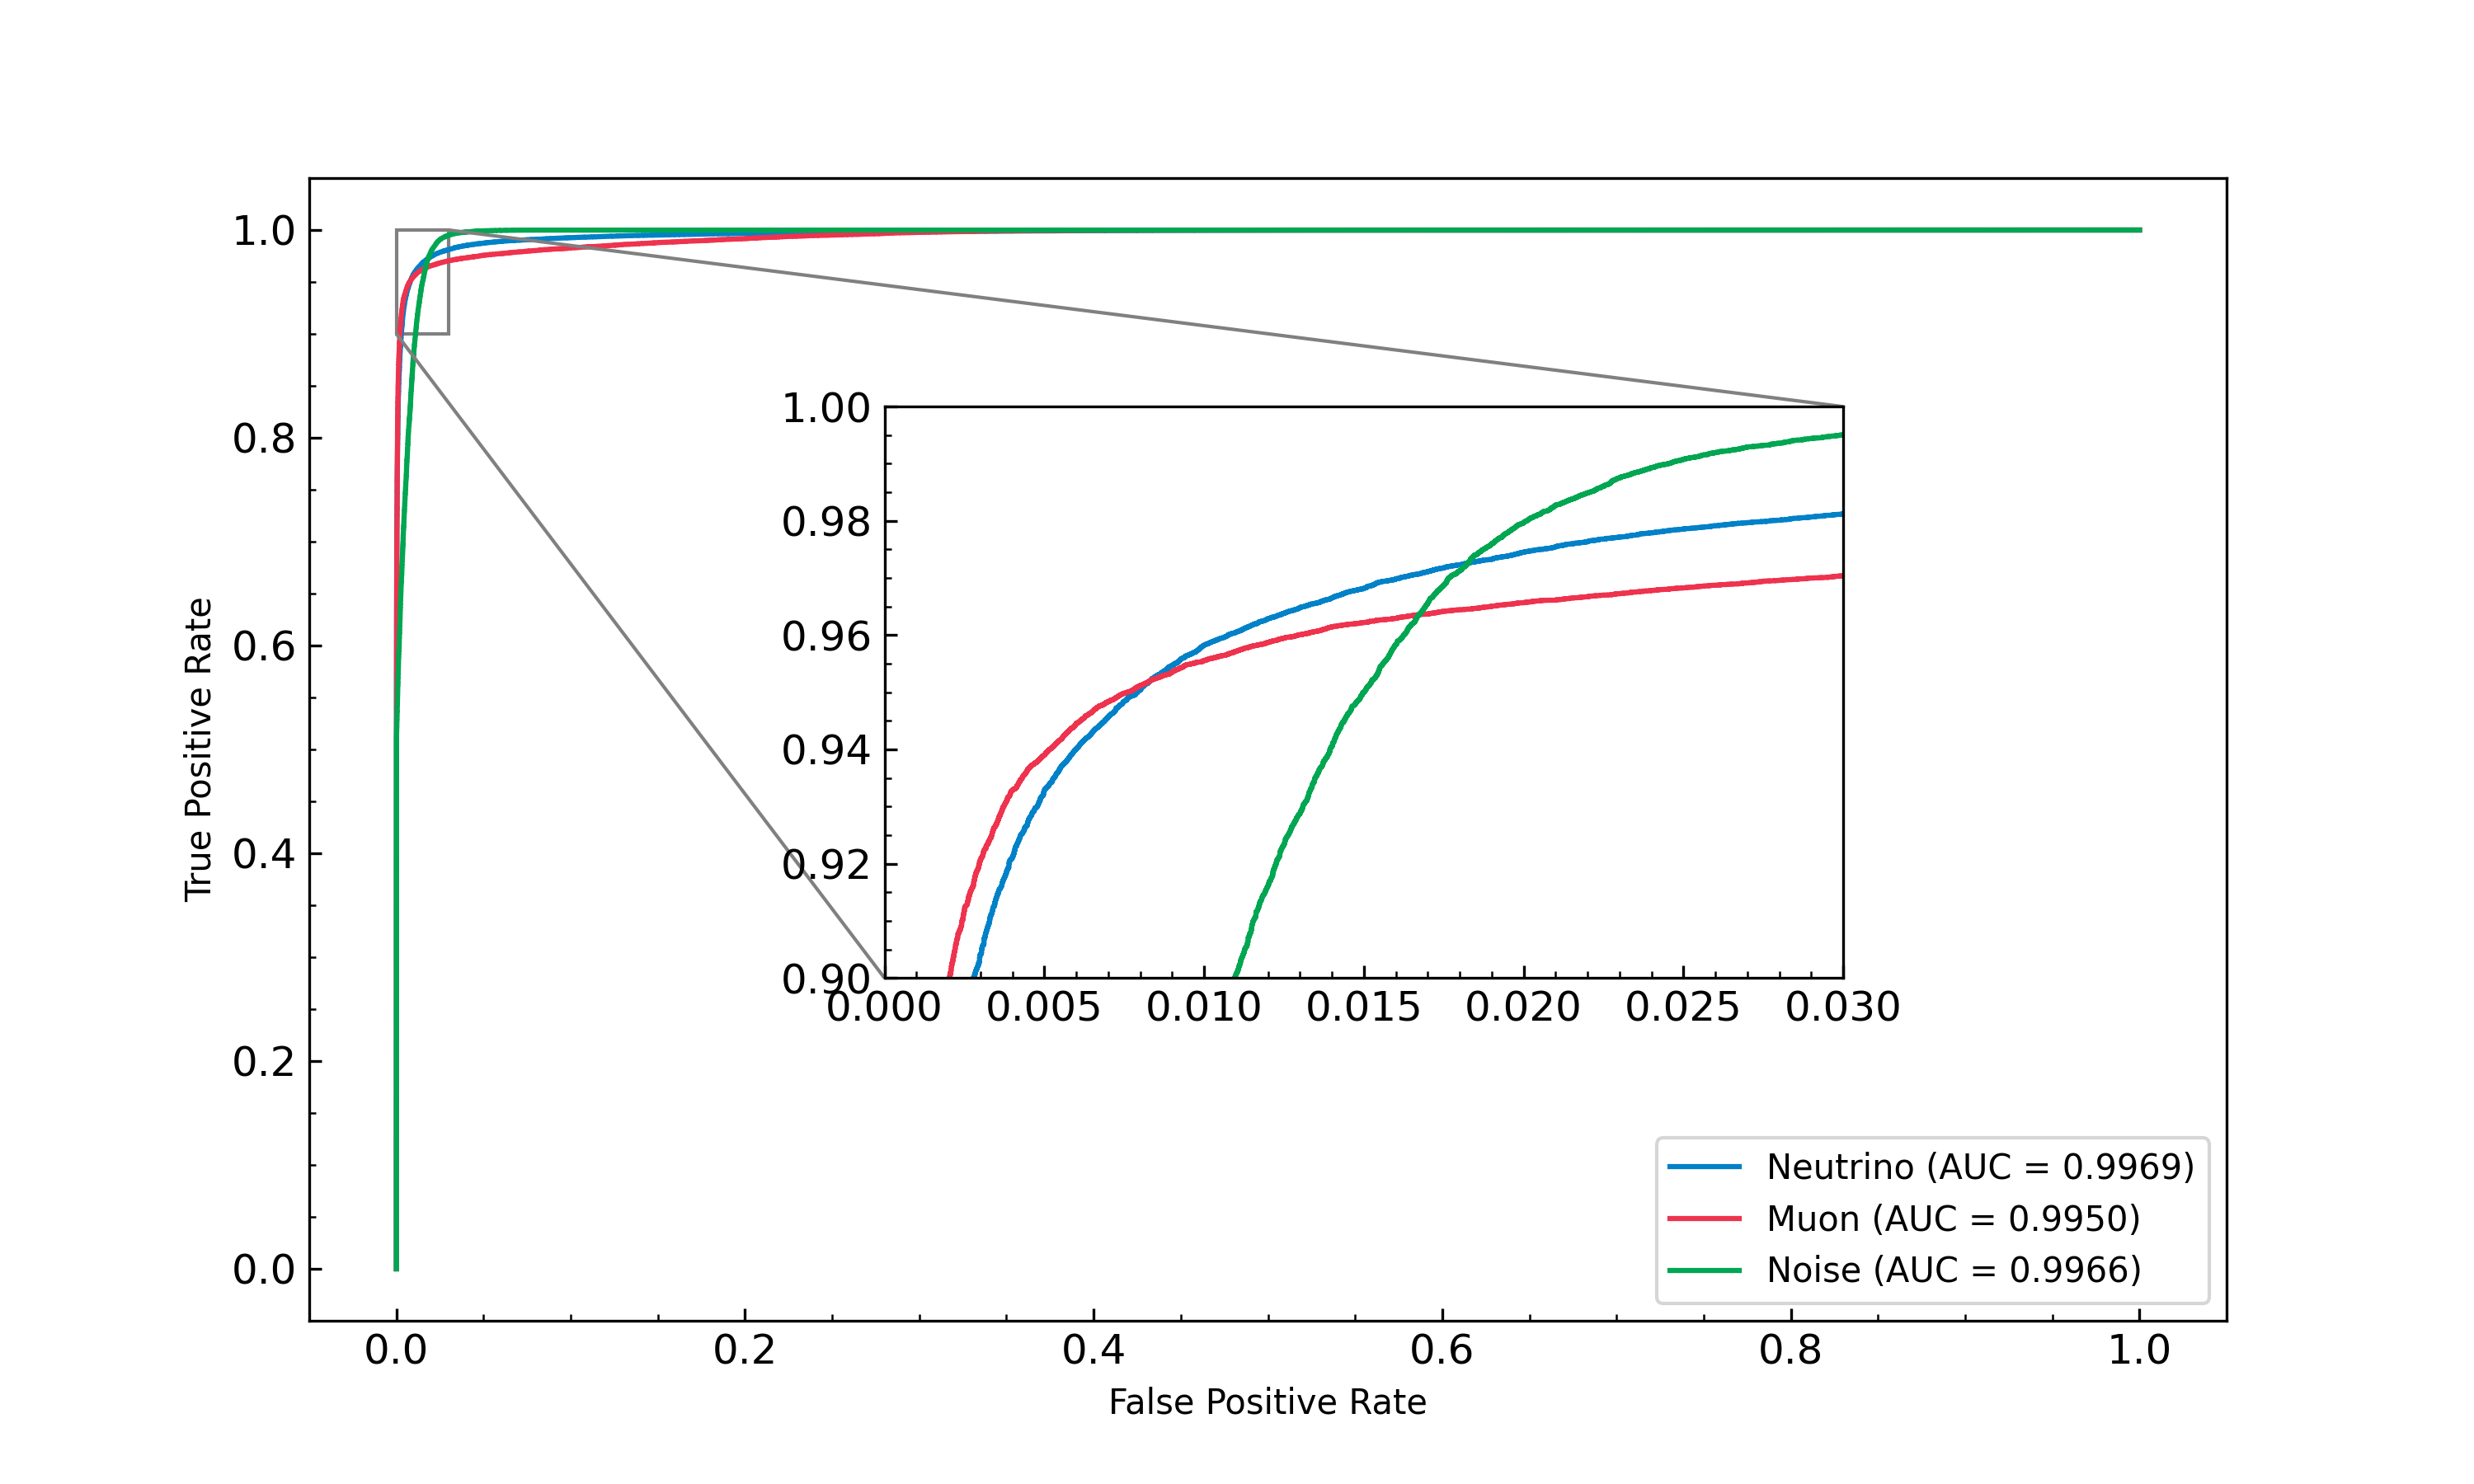 1.0
0.8
0.6
0.4
0.2
0.0
True Positive Rate
1.00
0.98
0.96
0.94
0.92
0.90
0.000 0.005 0.010 0.015 0.020 0.025 0.030
Neutrino (AUC = 0.9969)
Muon (AUC = 0.9950)
Noise (AUC = 0.9966)
0.0 0.2 0.4 0.6 0.8 1.0
False Positive Rate